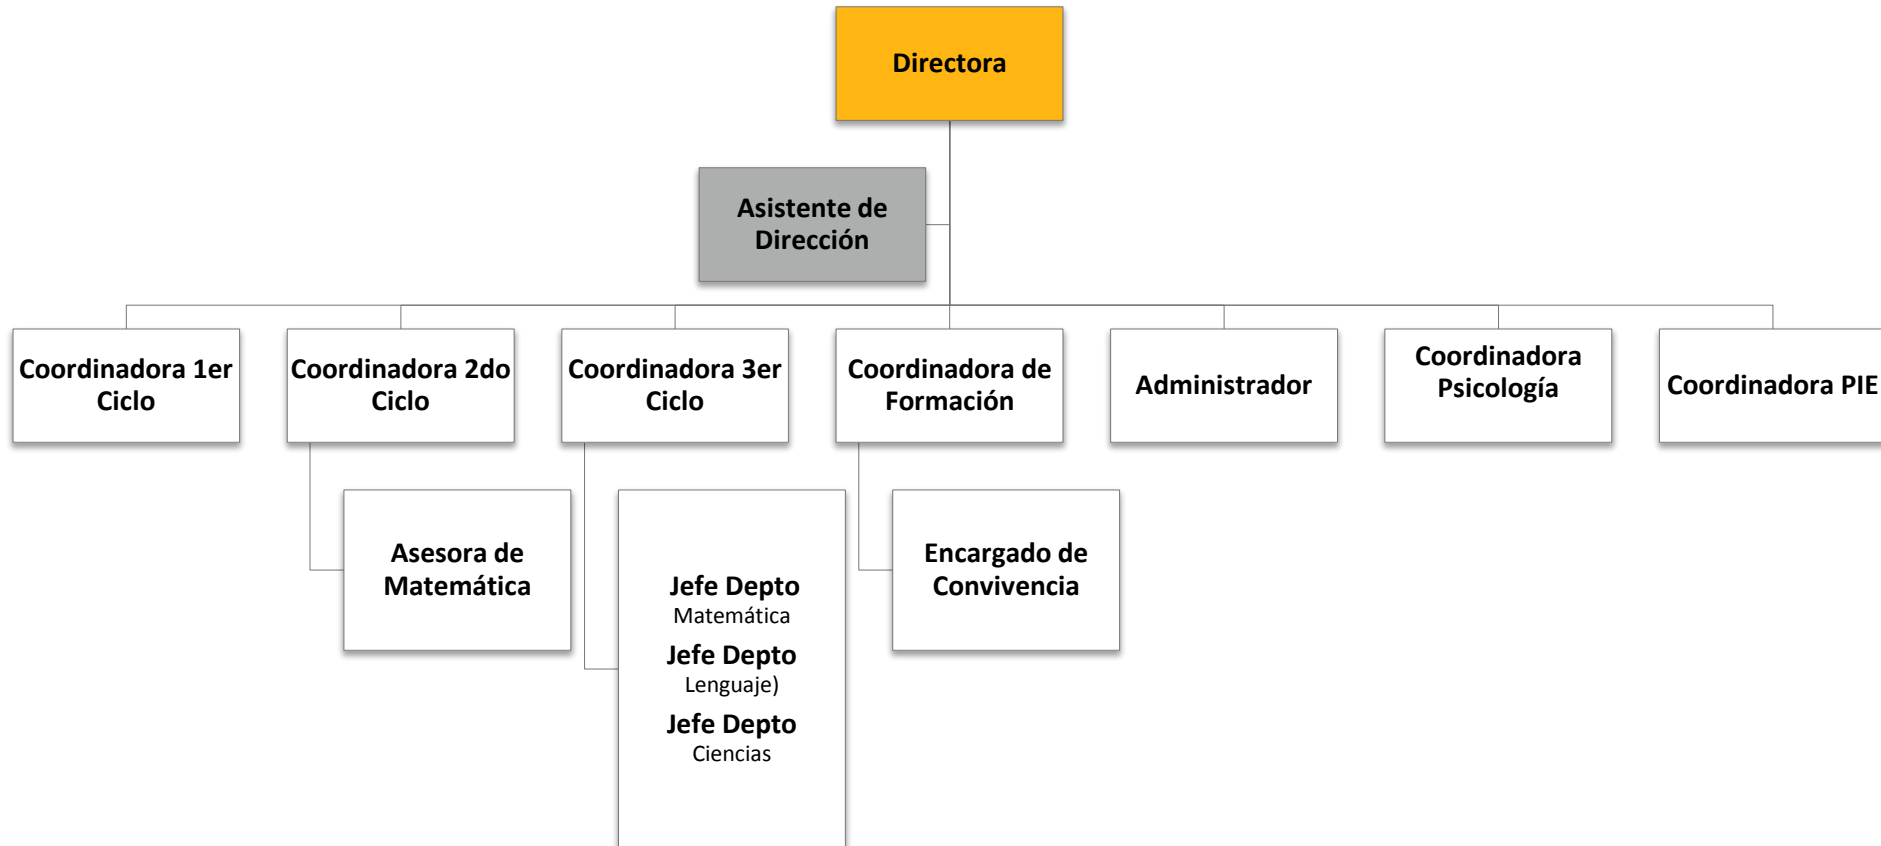 Directora
Asistente de
Dirección
Coordinadora 1er
Ciclo
Coordinadora 2do
Ciclo
Coordinadora 3er
Ciclo
Coordinadora de
Formación
Administrador
Coordinadora
Psicología
Coordinadora PIE
Asesora de
Matemática
Jefe Depto
Matemática
Jefe Depto
Lenguaje)
Jefe Depto
Ciencias
Encargado de
Convivencia